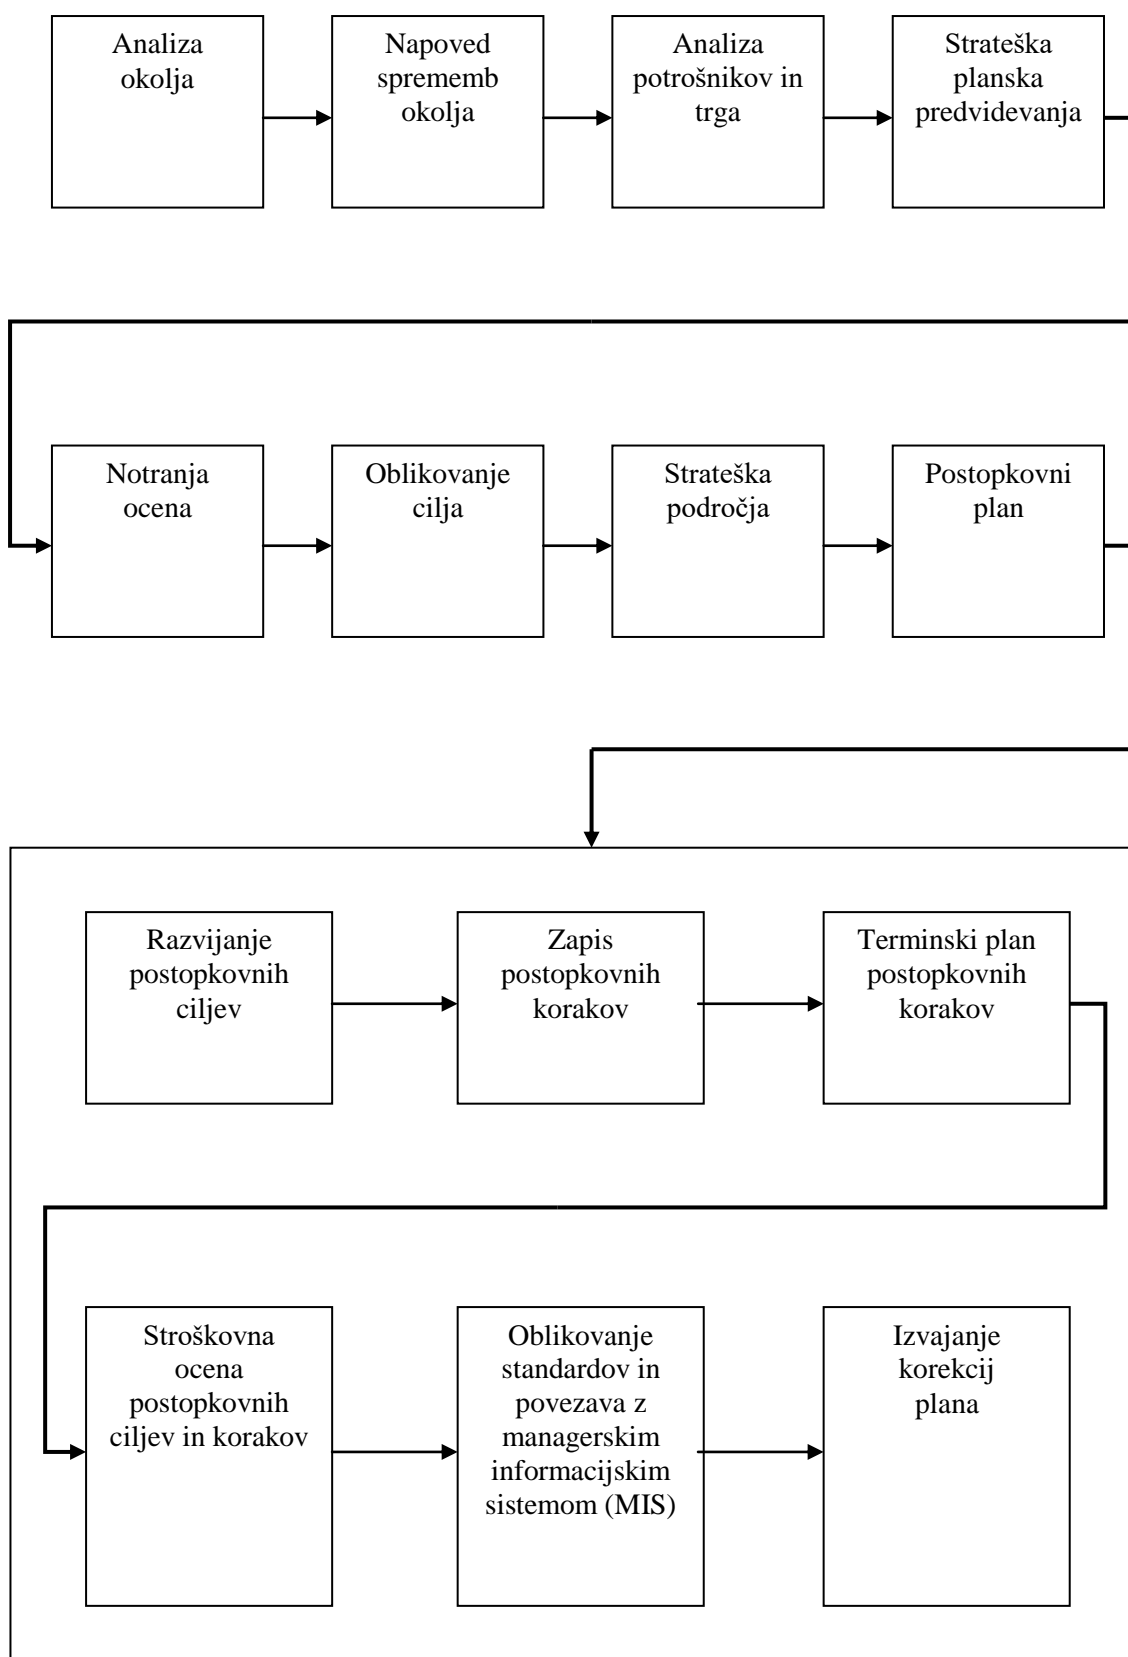 Analiza
okolja
Napoved
sprememb
okolja
Analiza
potrošnikov in
trga
Strateška
planska
predvidevanja
Notranja
ocena
Oblikovanje
cilja
Strateška
področja
Postopkovni
plan
Razvijanje
postopkovnih
ciljev
Zapis
postopkovnih
korakov
Terminski plan
postopkovnih
korakov
Stroškovna
ocena
postopkovnih
ciljev in korakov
Oblikovanje
standardov in
povezava z
managerskim
informacijskim
sistemom (MIS)
Izvajanje
korekcij
plana